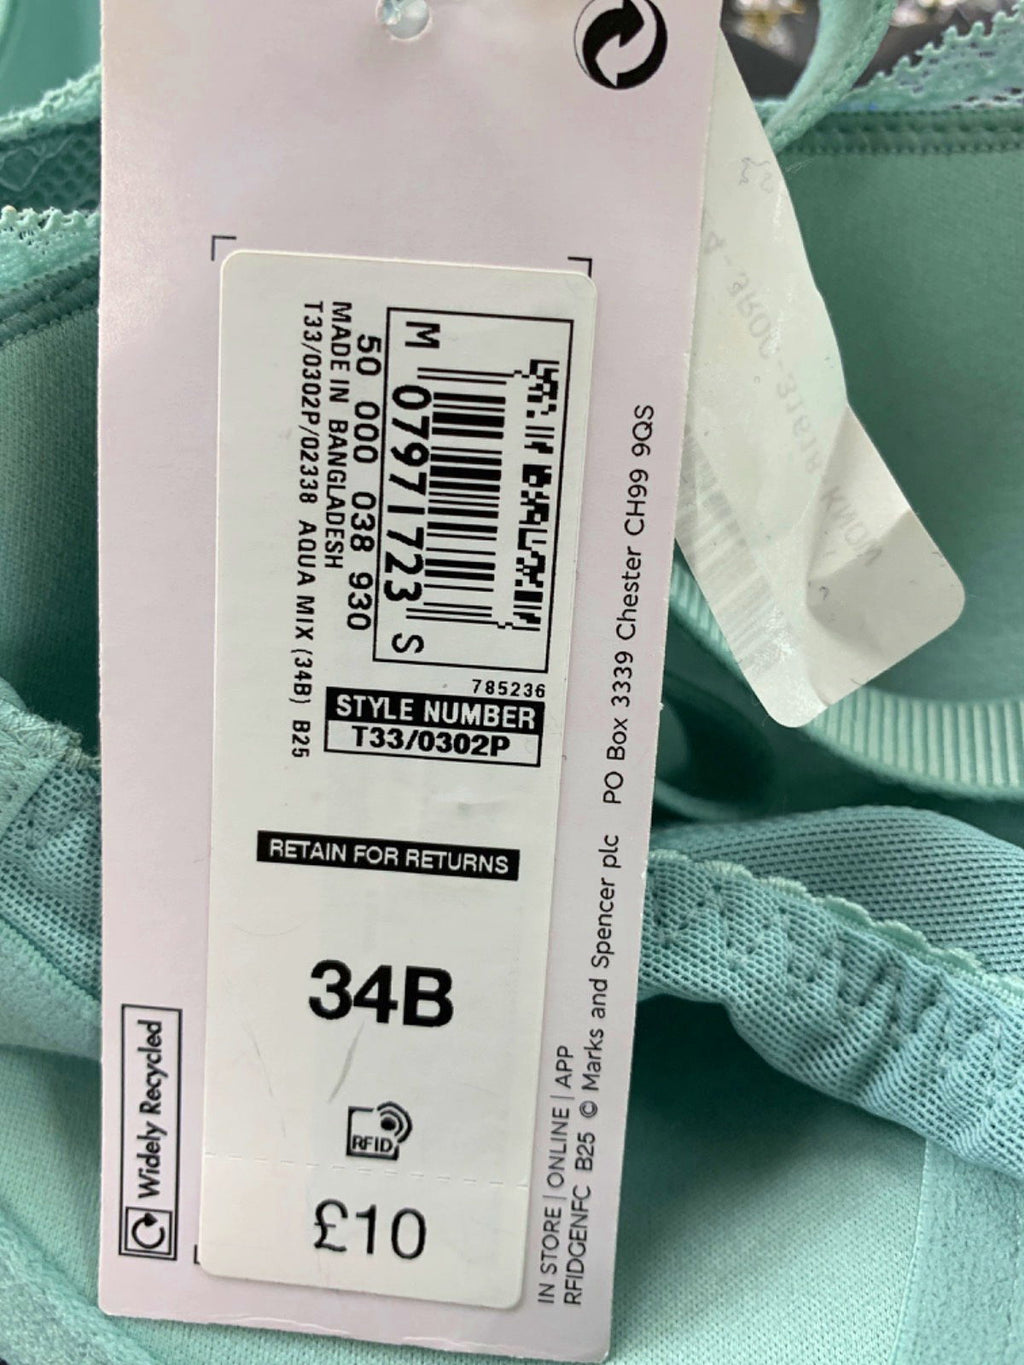 M 07971723 S
50 000 038 930
MADE IN BANGLADESH
T33/0302P/02338 AQUA MIX (34B) B25
785236
STYLE NUMBER
T33/0302P
RETAIN FOR RETURNS
34B
RFID
£10
Widely Recycled
IN STORE | ONLINE | APP
RFIDGENFC B25 © Marks and Spencer plc PO Box 3339 Chester CH99 9QS